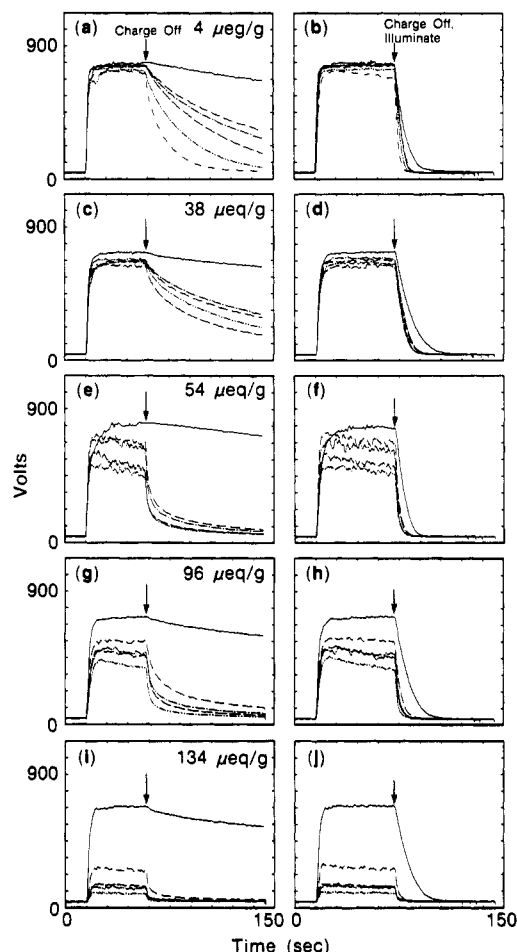 (a) Charge Off 4 μeg/g
(b) Charge Off,
Illuminate
900
0
(c) 38 μeq/g
(d)
900
0
(e) 54 μeq/g
(f)
900
0
Volts
(g) 96 μeq/g
(h)
900
0
(i) 134 μeq/g
(j)
900
0
0 150 0 150
Time (sec)